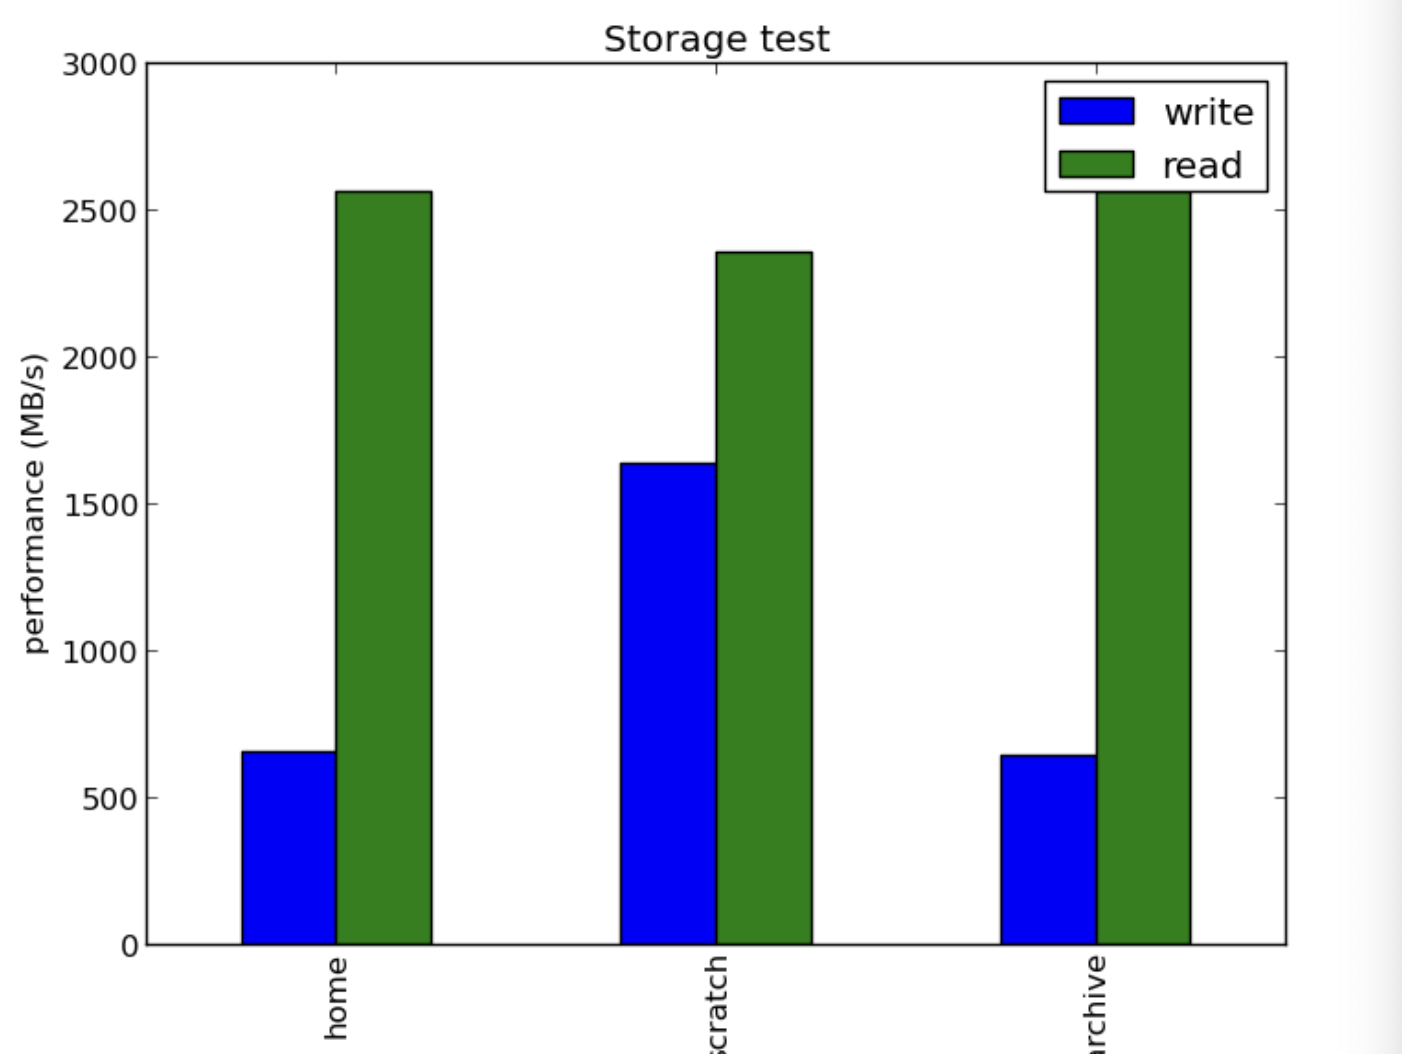 Storage test
3000
2500
2000
1500
1000
500
0
performance (MB/s)
write
read
home
scratch
archive